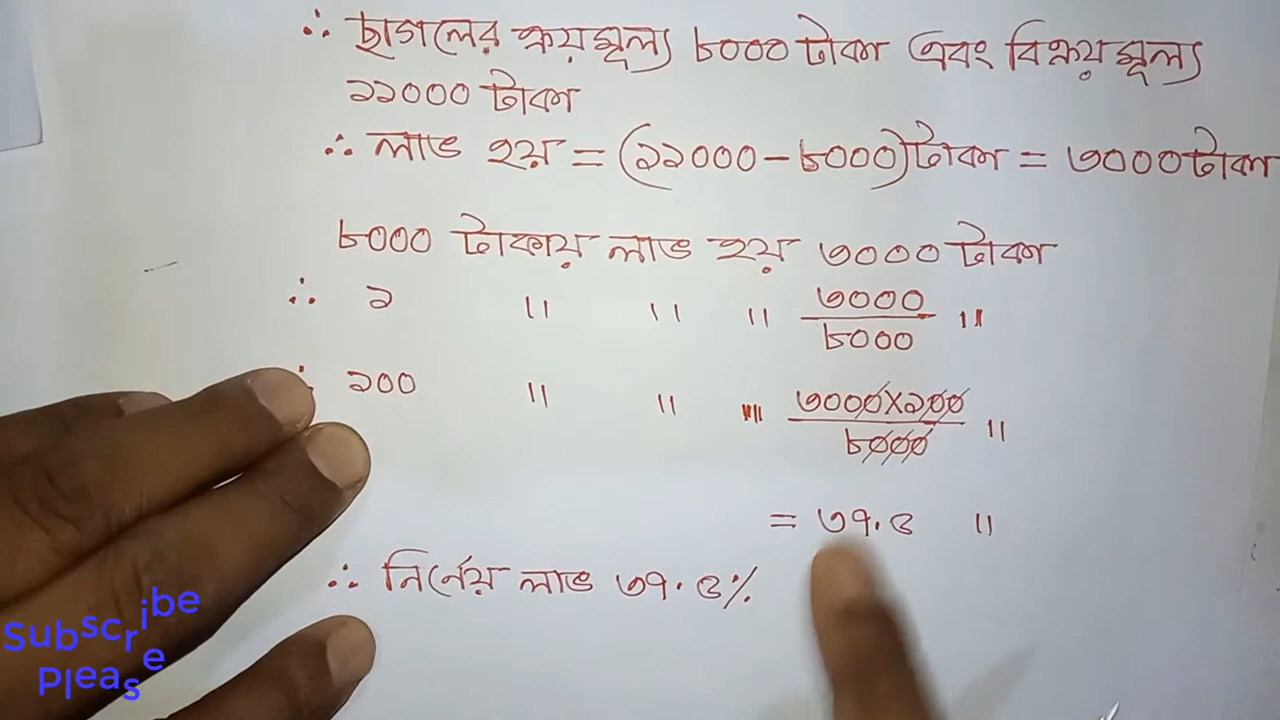 ∴ ছাগলের ক্রয়মূল্য ৮০০০ টাকা এবং বিক্রয়মূল্য
১১০০০ টাকা
∴ লাভ হয় = (১১০০০ - ৮০০০) টাকা = ৩০০০ টাকা
৮০০০ টাকায় লাভ হয় ৩০০০ টাকা
∴ ১ " " " ৩০০০/৮০০০ "
∴ ১০০ " " " ৩০০০×১০০/৮০০০ "
= ৩৭.৫ "
∴ নির্ণেয় লাভ ৩৭.৫%
Subscribe
Please